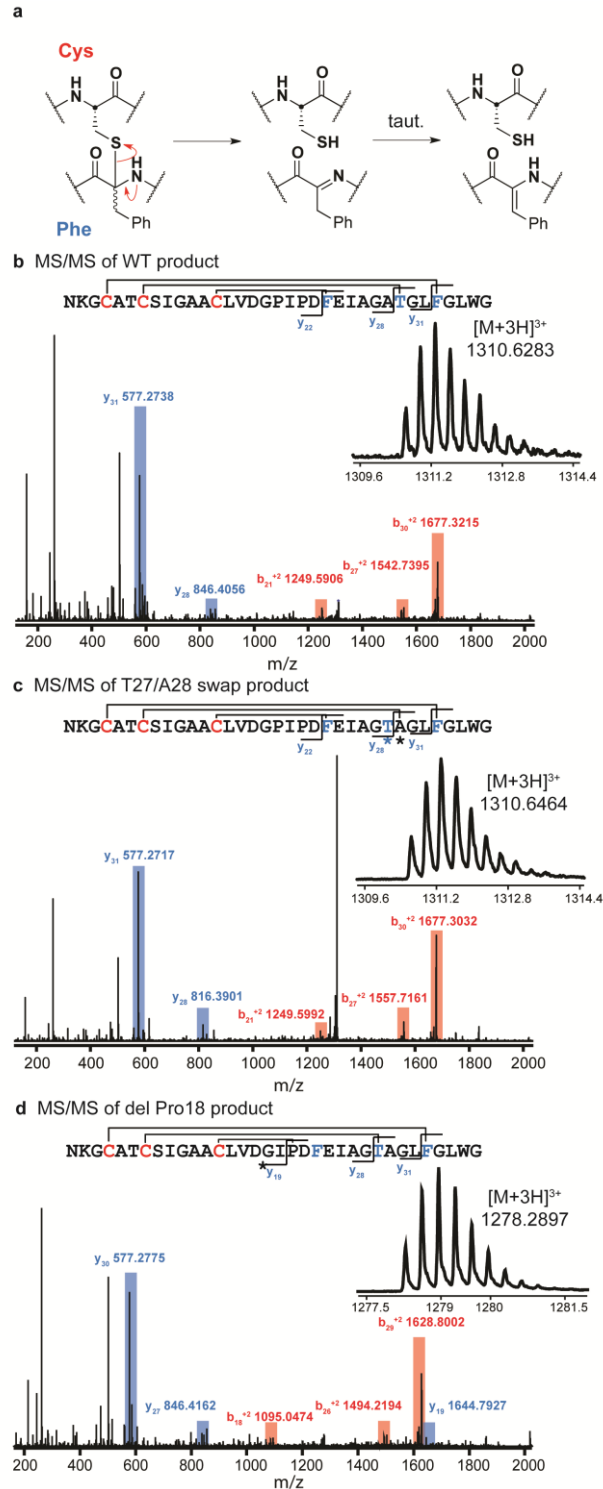 a
Cys
H
N
O
S
O
H
N
Ph
Phe
H
N
O
SH
O
N
Ph
taut.
H
N
O
SH
O
H
N
Ph
b MS/MS of WT product
NKGCATCSIGAACLVDGPIPDFEIAGATGLFGLWG
y22 y28 y31
[M+3H]3+
1310.6283
y31 577.2738
y28 846.4056
b21+2 1249.5906
b27+2 1542.7395
b30+2 1677.3215
1309.6 1311.2 1312.8 1314.4
200 400 600 800 1000 1200 1400 1600 1800 2000
m/z
c MS/MS of T27/A28 swap product
NKGCATCSIGAACLVDGPIPDFEIAGTAGLFGLWG
y22 y28 * * y31
[M+3H]3+
1310.6464
y31 577.2717
y28 816.3901
b21+2 1249.5992
b27+2 1557.7161
b30+2 1677.3032
1309.6 1311.2 1312.8 1314.4
200 400 600 800 1000 1200 1400 1600 1800 2000
m/z
d MS/MS of del Pro18 product
NKGCATCSIGAACLVDGIPDFEIAGTAGLFGLWG
* y19 y28 y31
[M+3H]3+
1278.2897
y30 577.2775
y27 846.4162
b18+2 1095.0474
b26+2 1494.2194
b29+2 1628.8002
y19 1644.7927
1277.5 1279 1280 1281.5
200 400 600 800 1000 1200 1400 1600 1800 2000
m/z